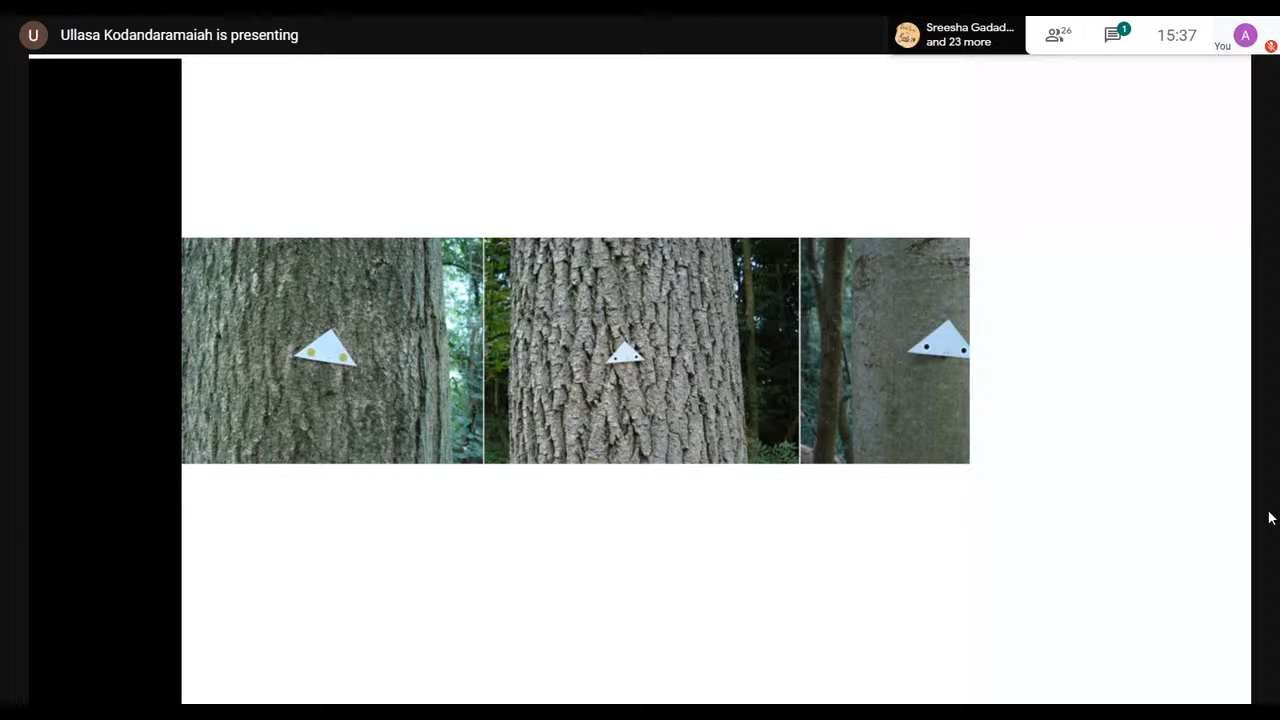 U
Ullasa Kodandaramaiah is presenting
Sreesha Gadad...
and 23 more
26
1
15:37
You
A